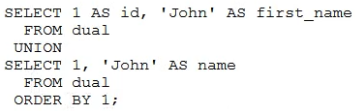 SELECT 1 AS id, 'John' AS first_name
FROM dual
UNION
SELECT 1, 'John' AS name
FROM dual
ORDER BY 1;